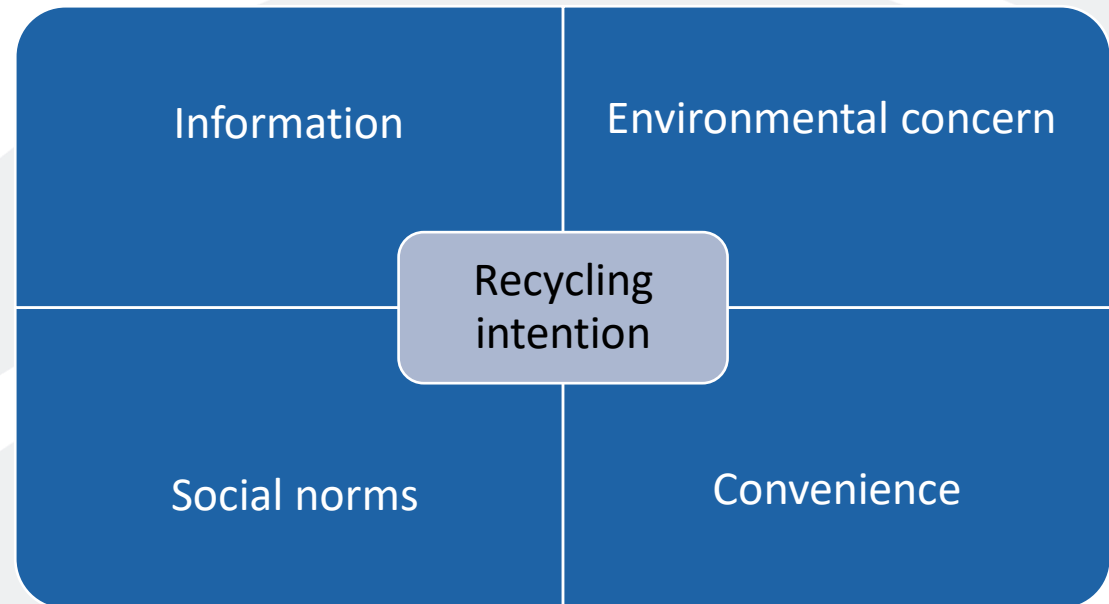 Information
Environmental concern
Recycling
intention
Social norms
Convenience